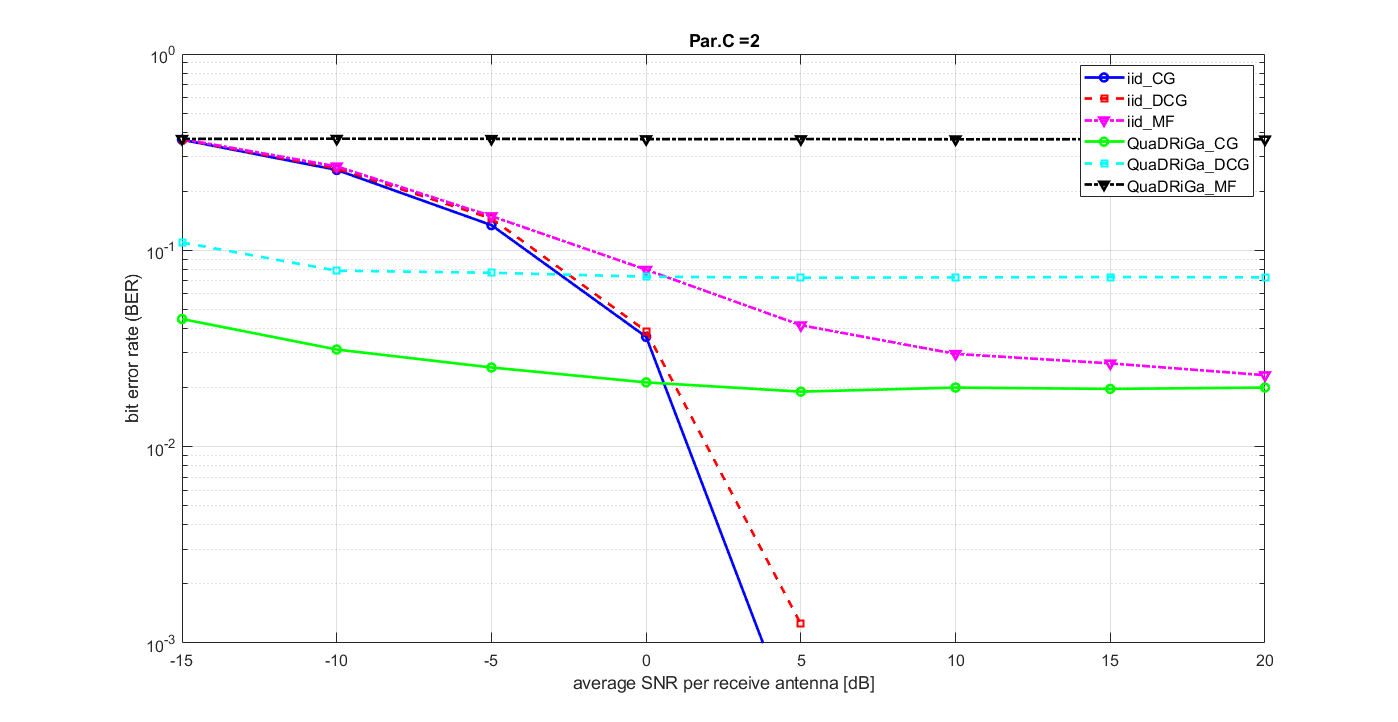 Par.C =2
10^0
10^-1
10^-2
10^-3
bit error rate (BER)
iid_CG
iid_DCG
iid_MF
QuaDRiGa_CG
QuaDRiGa_DCG
QuaDRiGa_MF
-15 -10 -5 0 5 10 15 20
average SNR per receive antenna [dB]